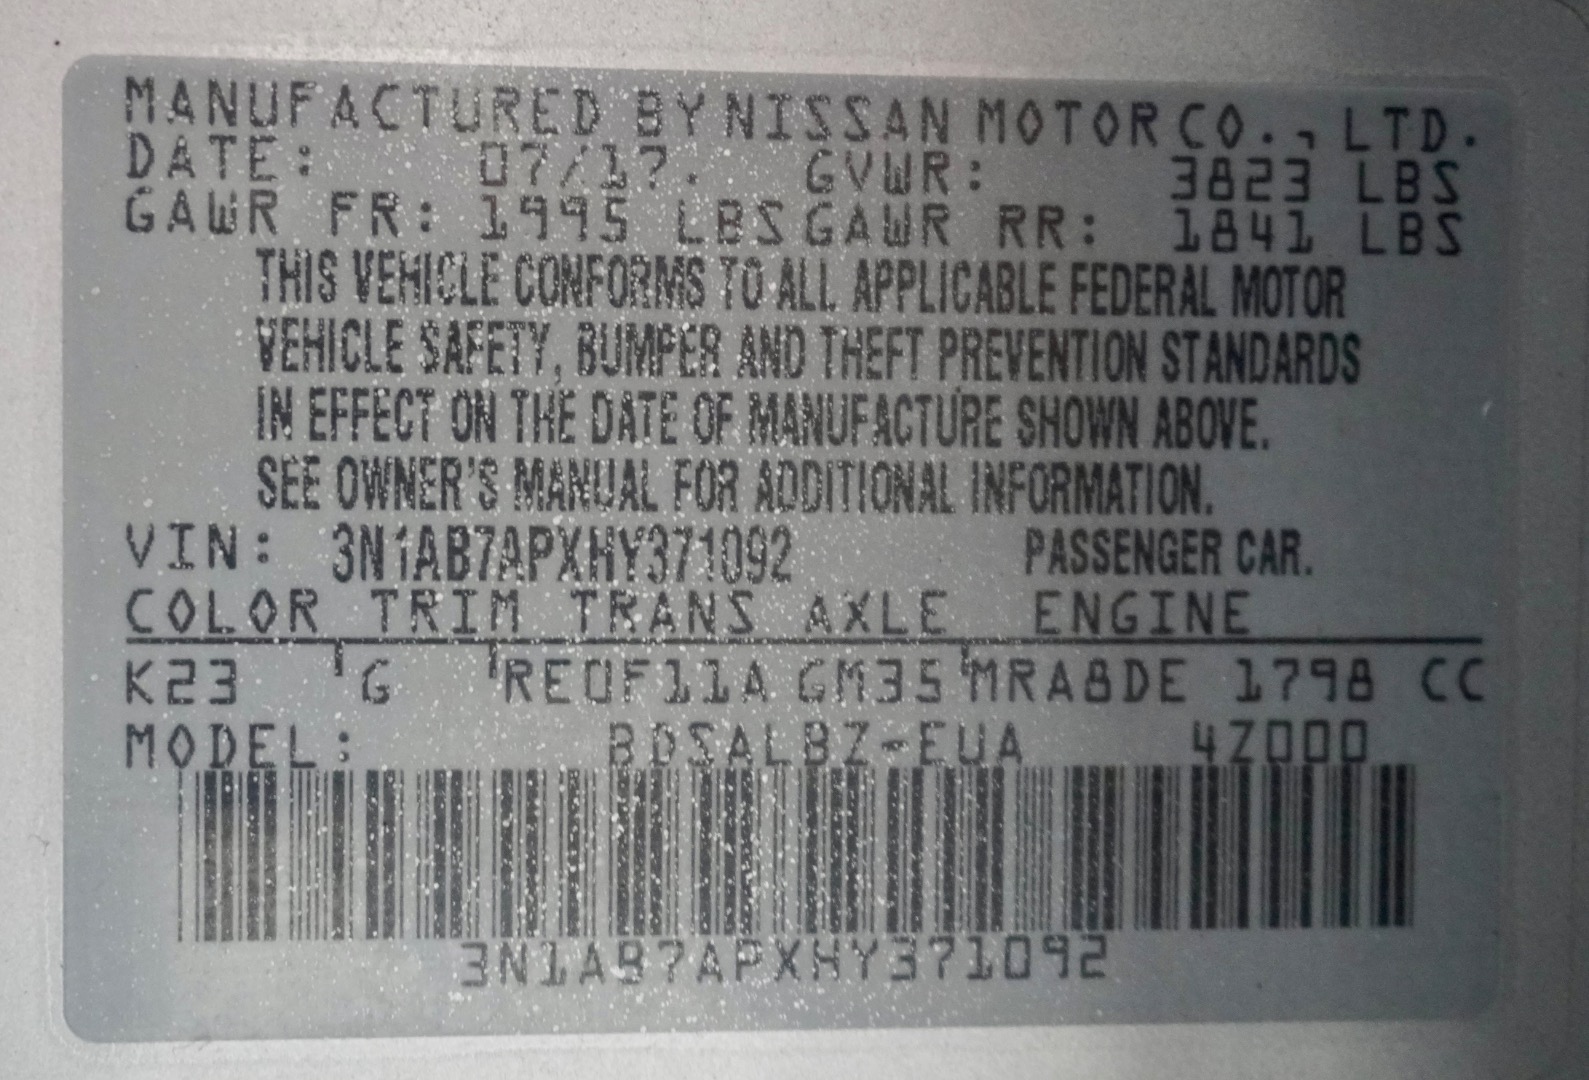 MANUFACTURED BY NISSAN MOTOR CO., LTD.
DATE: 07/17. GVWR: 3823 LBS
GAWR FR: 1995 LBS GAWR RR: 1841 LBS
THIS VEHICLE CONFORMS TO ALL APPLICABLE FEDERAL MOTOR
VEHICLE SAFETY, BUMPER AND THEFT PREVENTION STANDARDS
IN EFFECT ON THE DATE OF MANUFACTURE SHOWN ABOVE.
SEE OWNER'S MANUAL FOR ADDITIONAL INFORMATION.
VIN: 3N1AB7APXHY371092 PASSENGER CAR.
COLOR TRIM TRANS AXLE ENGINE
K23 G RE0F11A GM35 MRA8DE 1798 CC
MODEL: BDSALBZ-EUA 4Z000
3N1AB7APXHY371092